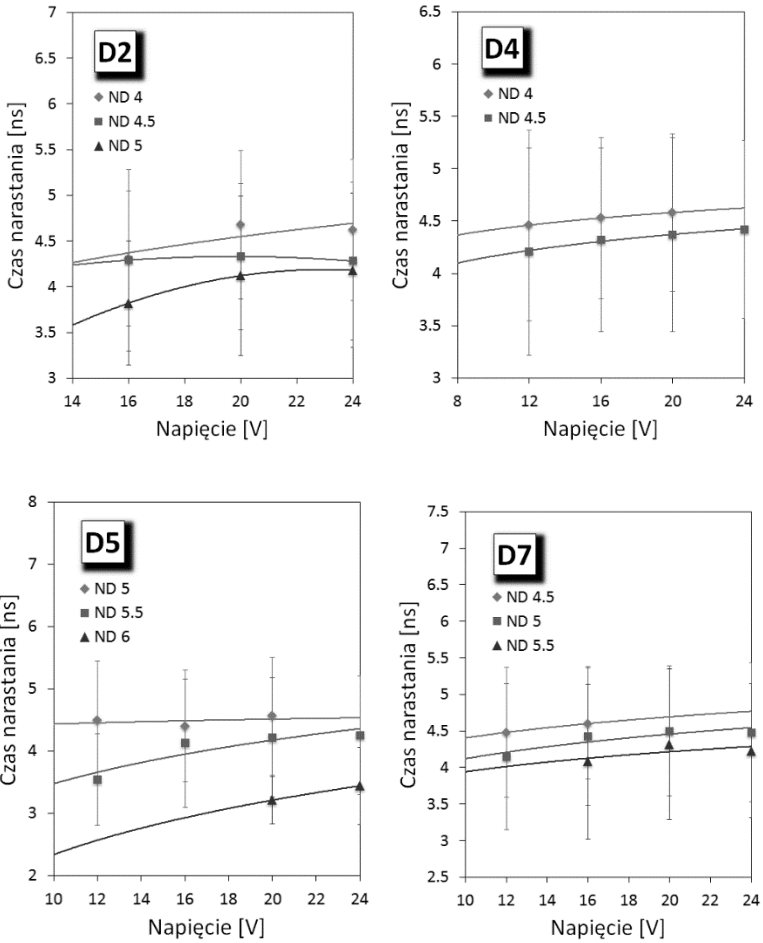 D2
ND 4
ND 4.5
ND 5
Czas narastania [ns]
7
6.5
6
5.5
5
4.5
4
3.5
3
14 16 18 20 22 24
Napięcie [V]
D4
ND 4
ND 4.5
Czas narastania [ns]
6.5
6
5.5
5
4.5
4
3.5
3
8 12 16 20 24
Napięcie [V]
D5
ND 5
ND 5.5
ND 6
Czas narastania [ns]
8
7
6
5
4
3
2
10 12 14 16 18 20 22 24
Napięcie [V]
D7
ND 4.5
ND 5
ND 5.5
Czas narastania [ns]
7.5
7
6.5
6
5.5
5
4.5
4
3.5
3
2.5
10 12 14 16 18 20 22 24
Napięcie [V]